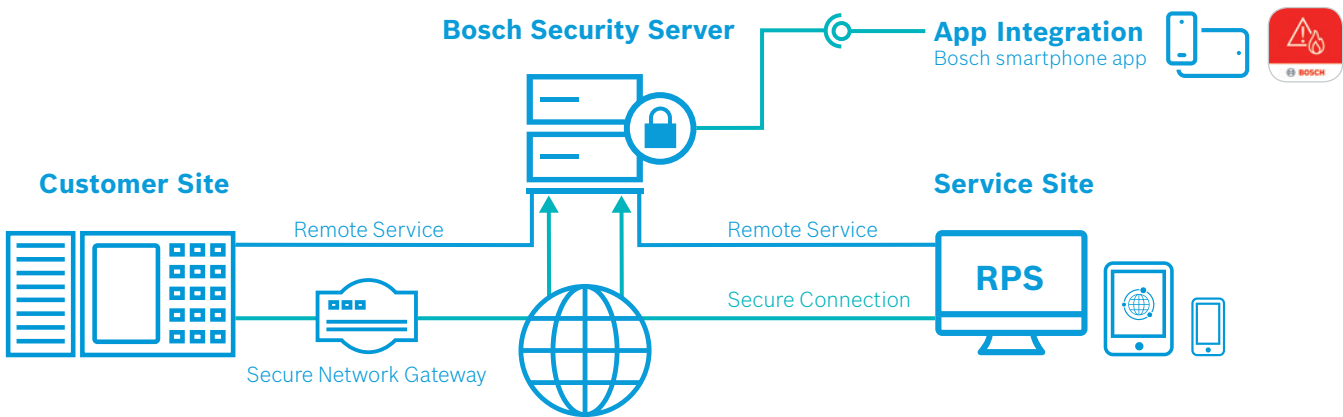 Bosch Security Server
App Integration
Bosch smartphone app
BOSCH
Customer Site
Service Site
Remote Service
Remote Service
RPS
Secure Connection
Secure Network Gateway